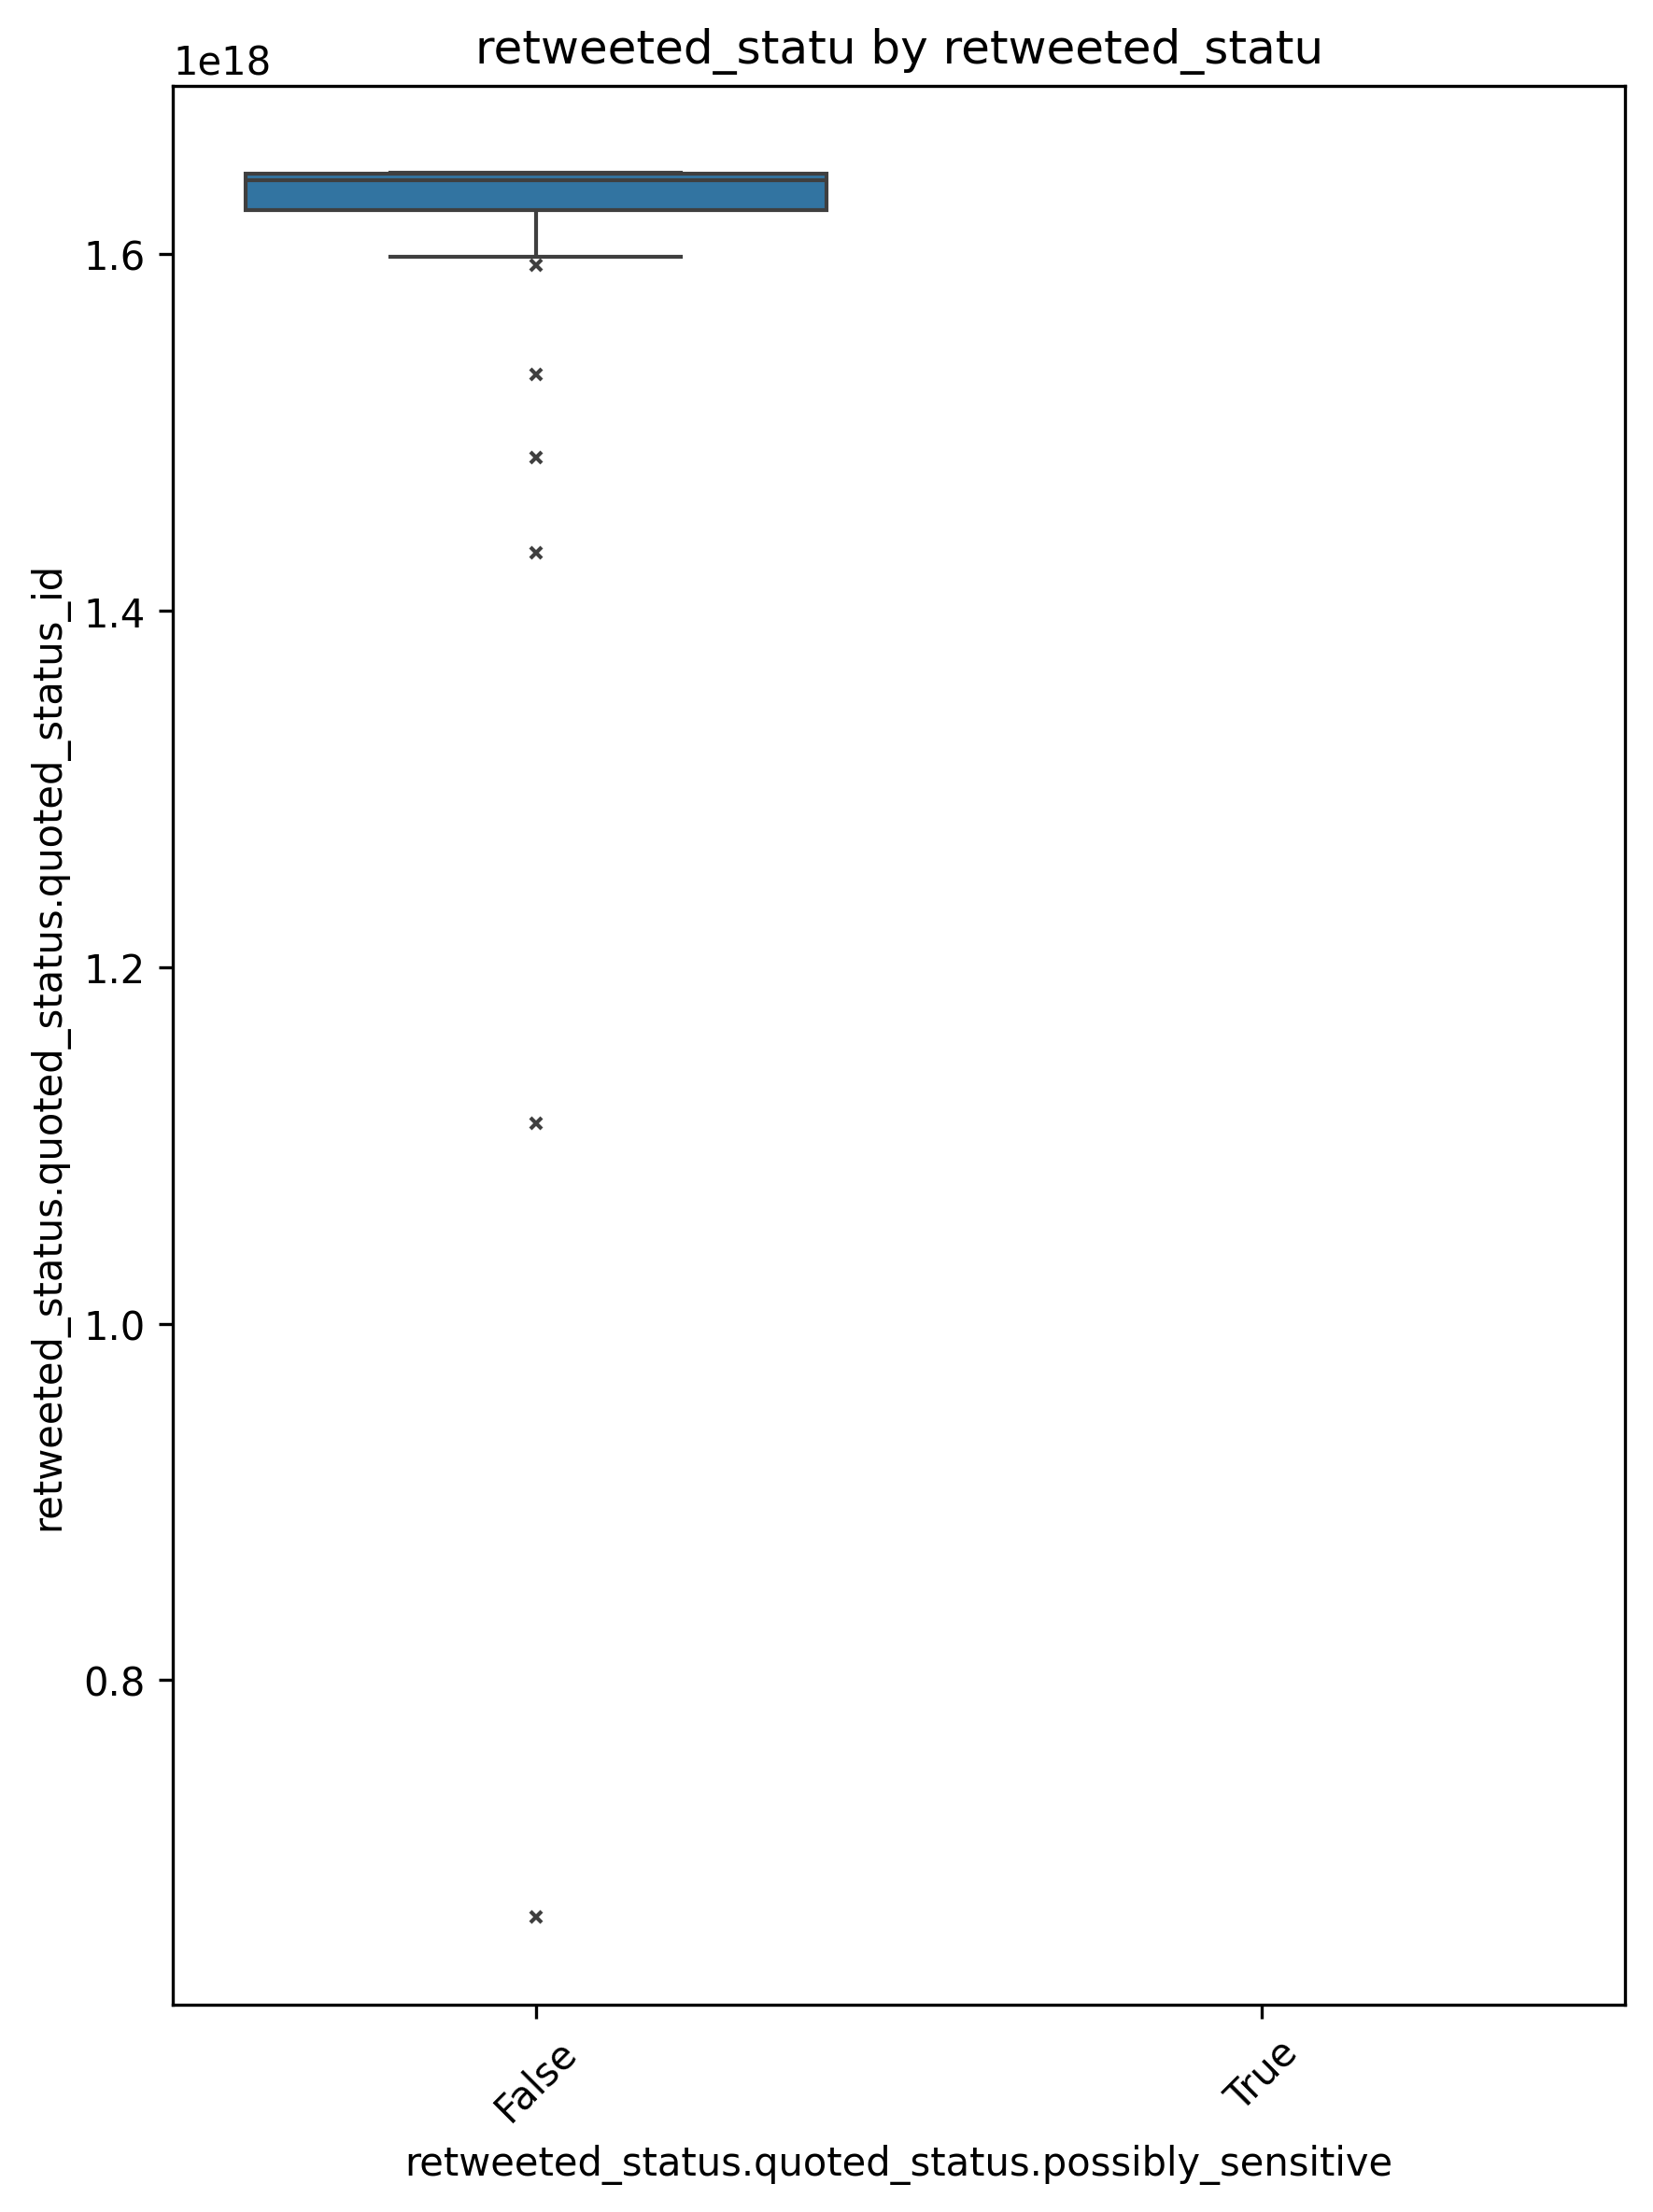 retweeted_statu by retweeted_statu
1e18
1.6
1.4
1.2
1.0
0.8
retweeted_status.quoted_status.quoted_status_id
False
True
retweeted_status.quoted_status.possibly_sensitive